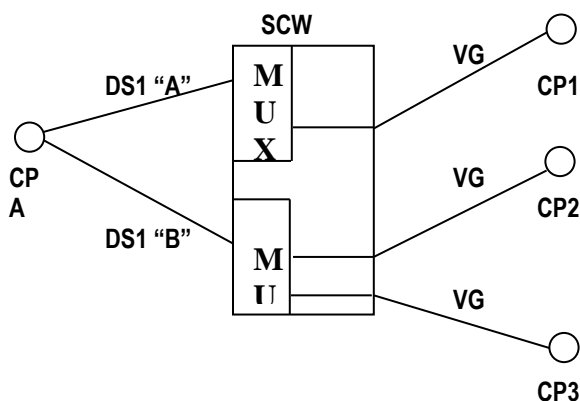 SCW
VG
DS1 “A”
M
U
X
CP1
CP
A
VG
CP2
DS1 “B”
M
U
VG
CP3